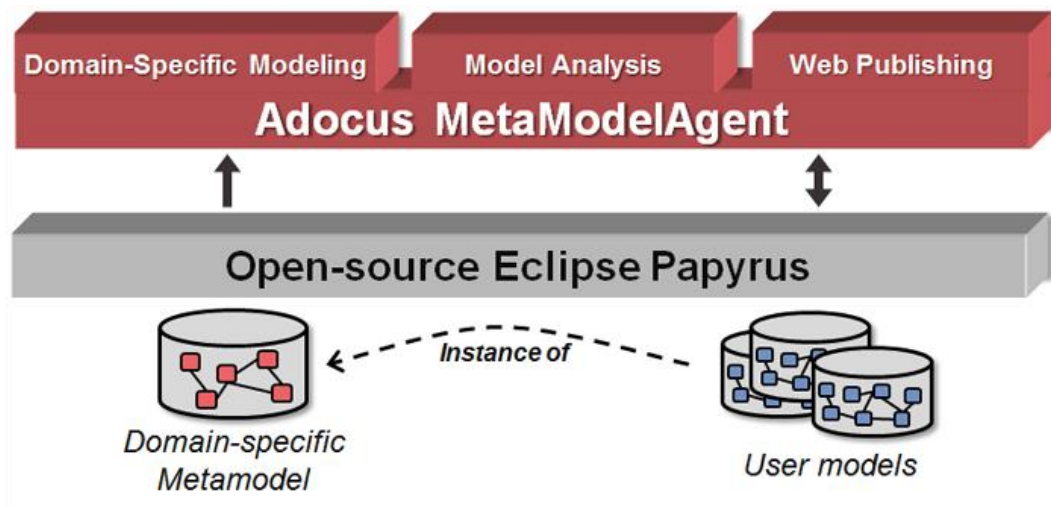 Domain-Specific Modeling
Model Analysis
Web Publishing
Adocus MetaModelAgent
Open-source Eclipse Papyrus
Instance of
Domain-specific
Metamodel
User models